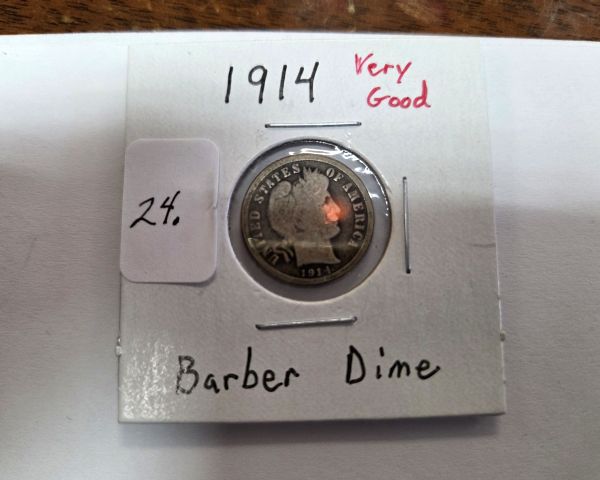 1914
Very
Good
24.
UNITED STATES OF AMERICA
1914
Barber Dime